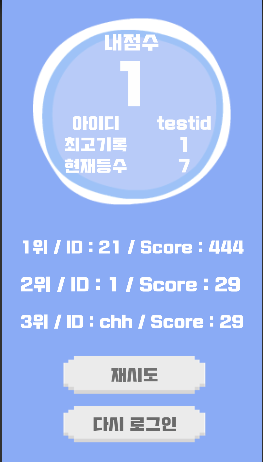 내점수
1
아이디 testid
최고기록 1
현재등수 7
1위 / ID : 21 / Score : 444
2위 / ID : 1 / Score : 29
3위 / ID : chh / Score : 29
재시도
다시 로그인